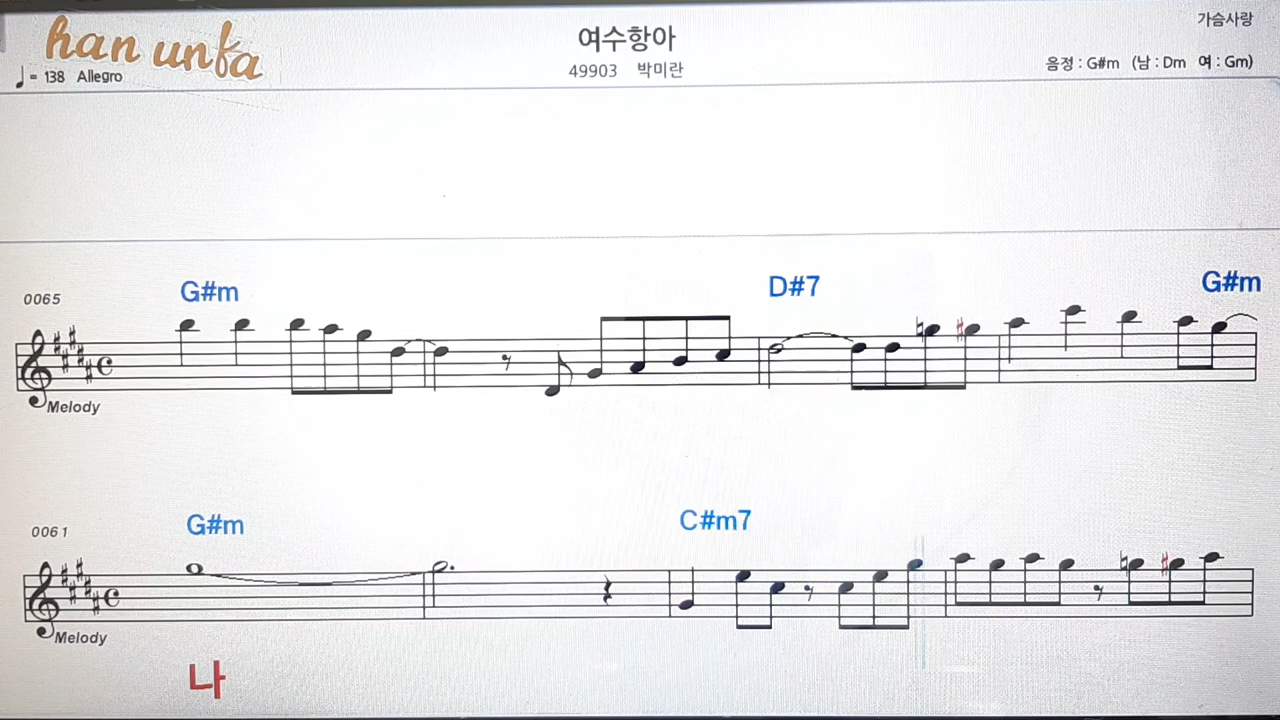 han unfa
♩= 138 Allegro
여수항아
49903 박미란
가슴사랑
음정 : G#m (남 : Dm 여 : Gm)
G#m D#7 G#m
0065
Melody
G#m C#m7
0061
Melody
나